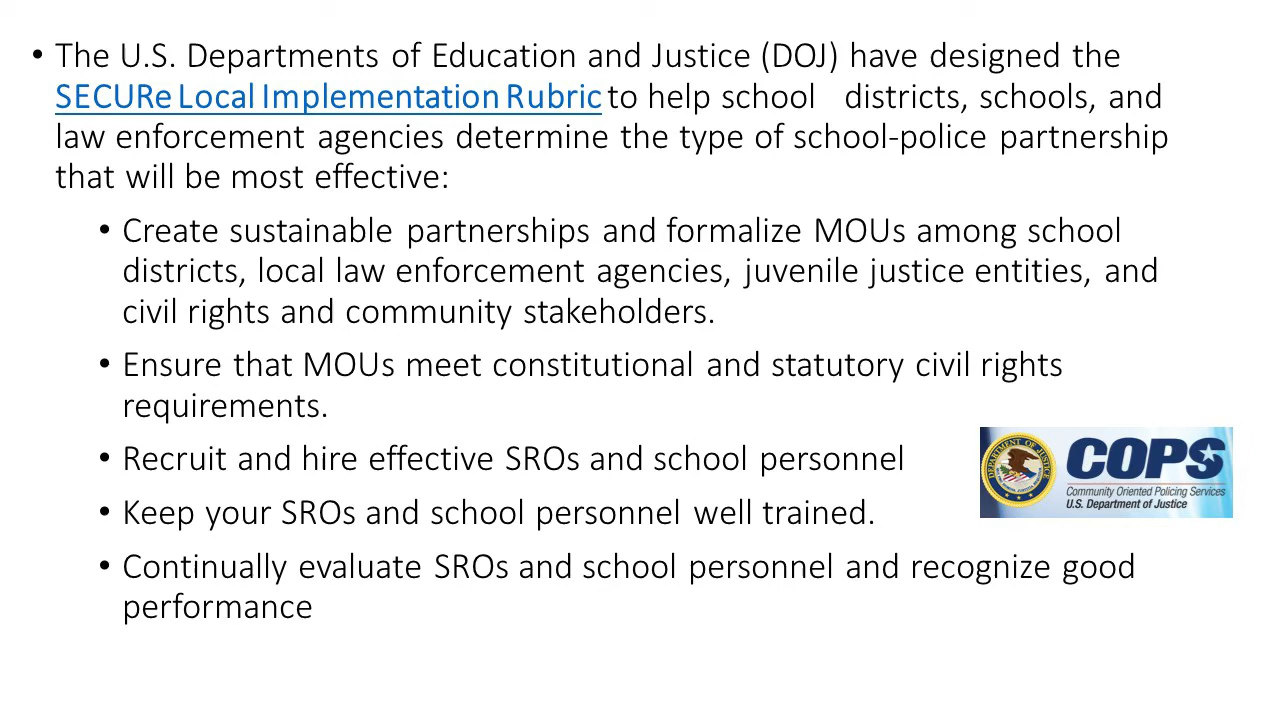 • The U.S. Departments of Education and Justice (DOJ) have designed the
SECURe Local Implementation Rubric to help school districts, schools, and
law enforcement agencies determine the type of school-police partnership
that will be most effective:
• Create sustainable partnerships and formalize MOUs among school
districts, local law enforcement agencies, juvenile justice entities, and
civil rights and community stakeholders.
• Ensure that MOUs meet constitutional and statutory civil rights
requirements.
• Recruit and hire effective SROs and school personnel
• Keep your SROs and school personnel well trained.
• Continually evaluate SROs and school personnel and recognize good
performance
DEPARTMENT OF JUSTICE
COPS
Community Oriented Policing Services
U.S. Department of Justice